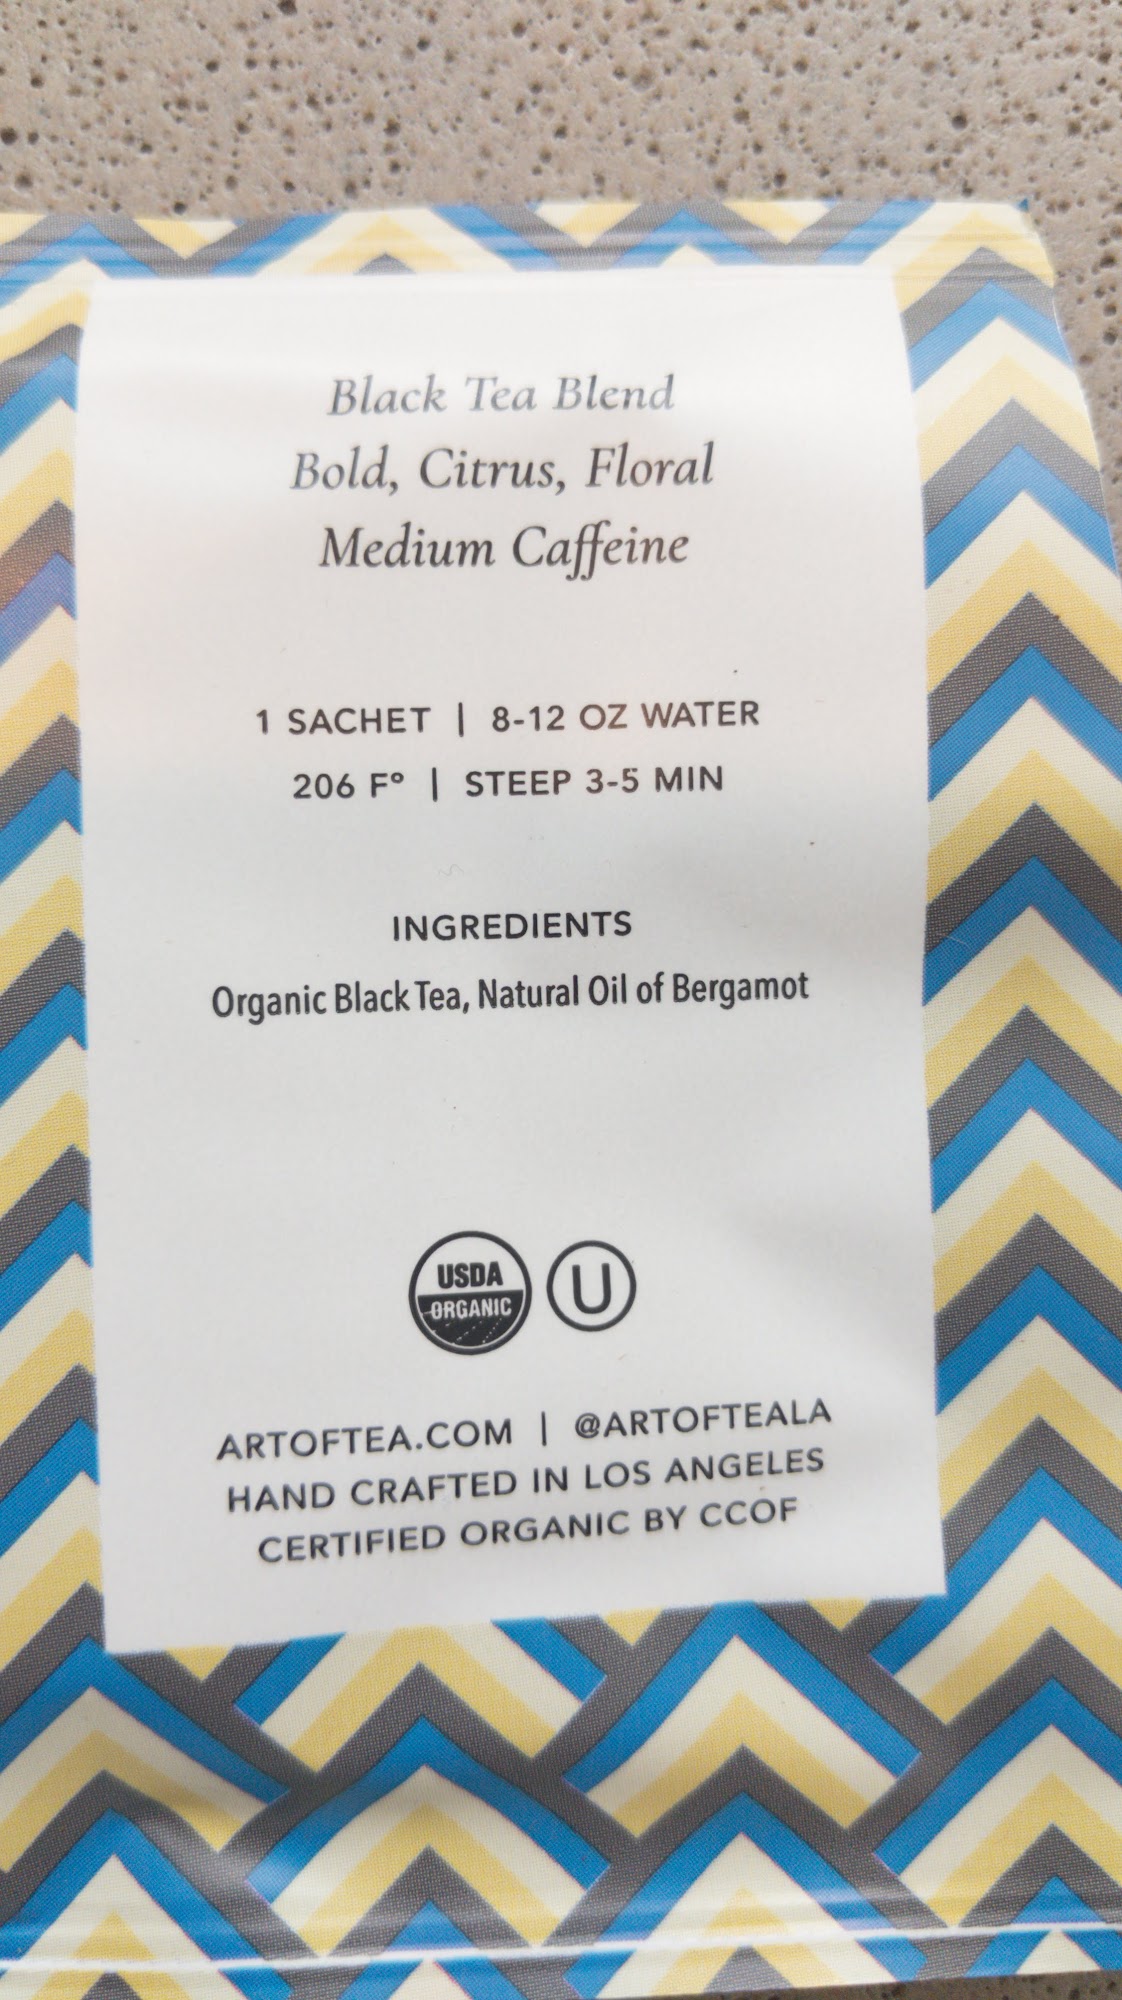 Black Tea Blend
Bold, Citrus, Floral
Medium Caffeine
1 SACHET | 8-12 OZ WATER
206 F° | STEEP 3-5 MIN
INGREDIENTS
Organic Black Tea, Natural Oil of Bergamot
USDA
ORGANIC
U
ARTOFTEA.COM | @ARTOFTEALA
HAND CRAFTED IN LOS ANGELES
CERTIFIED ORGANIC BY CCOF